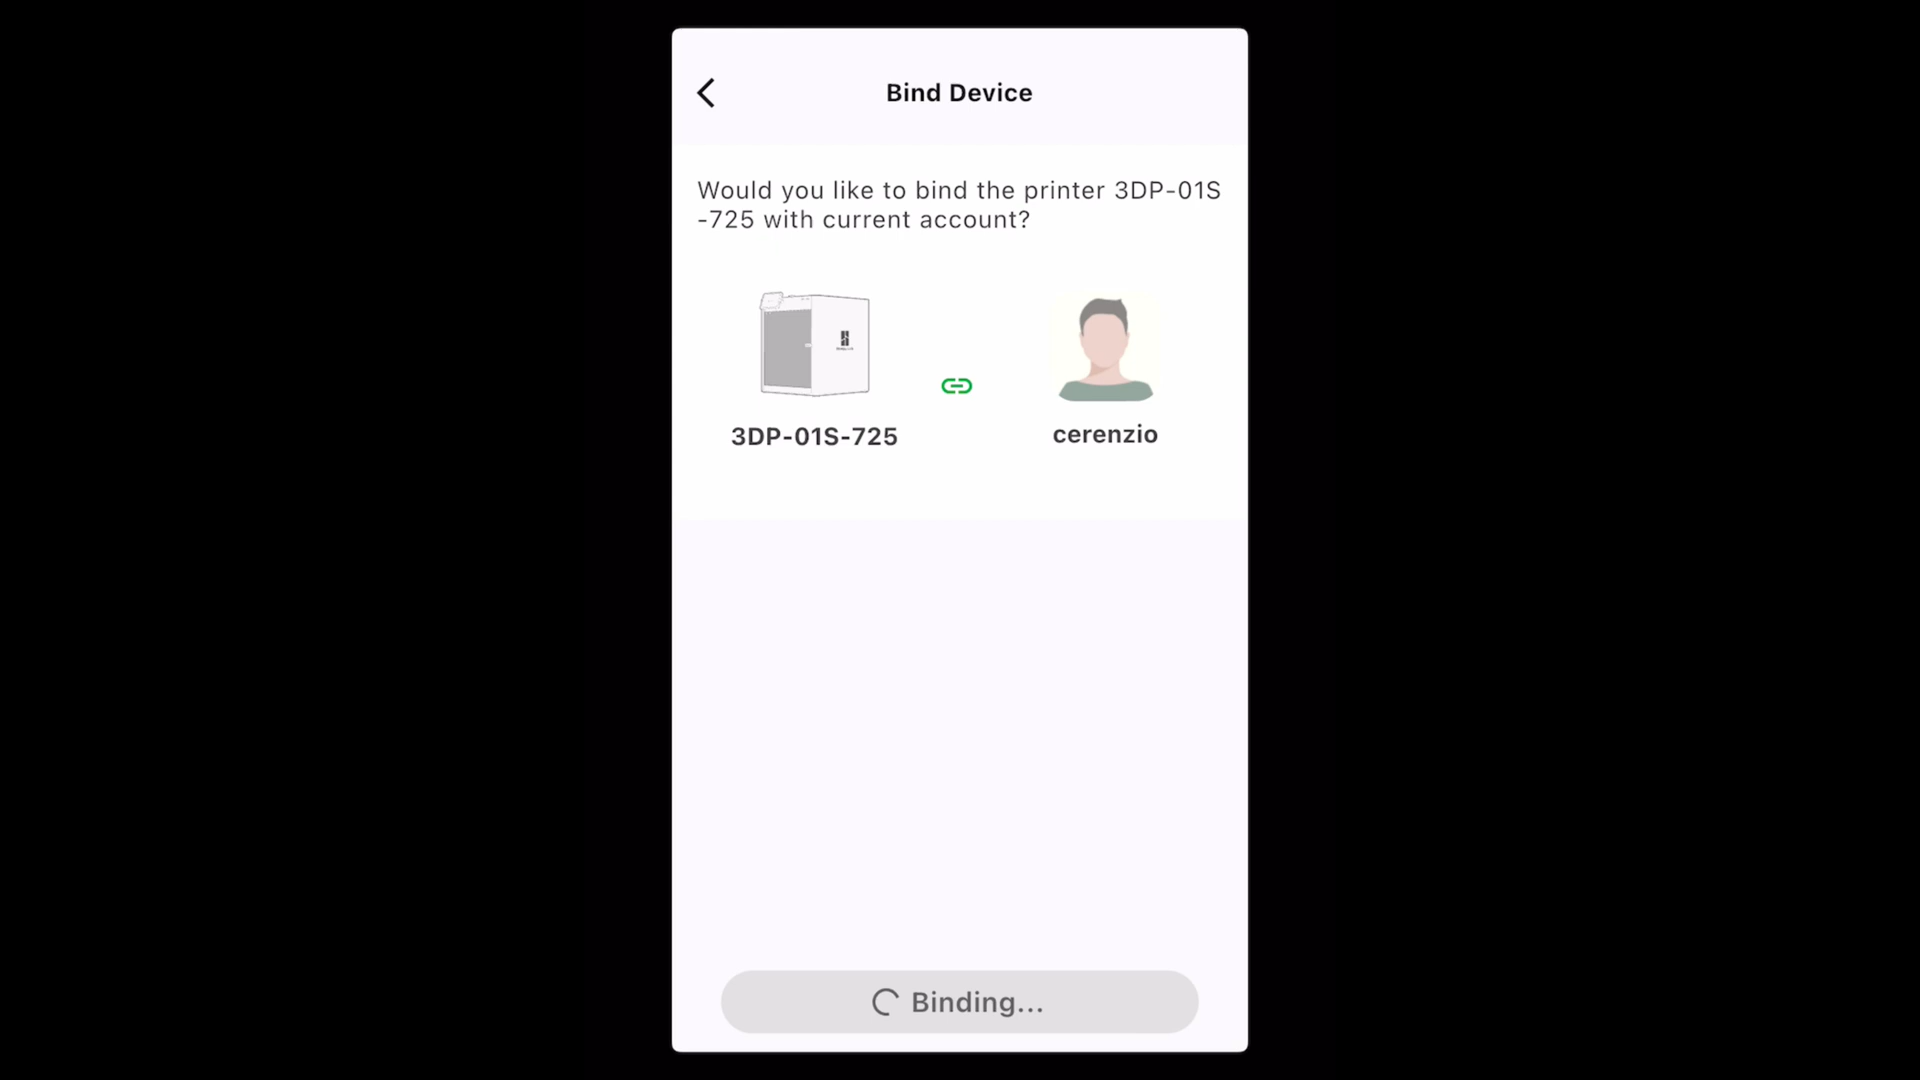 Bind Device
Would you like to bind the printer 3DP-01S
-725 with current account?
3DP-01S-725
cerenzio
Binding...